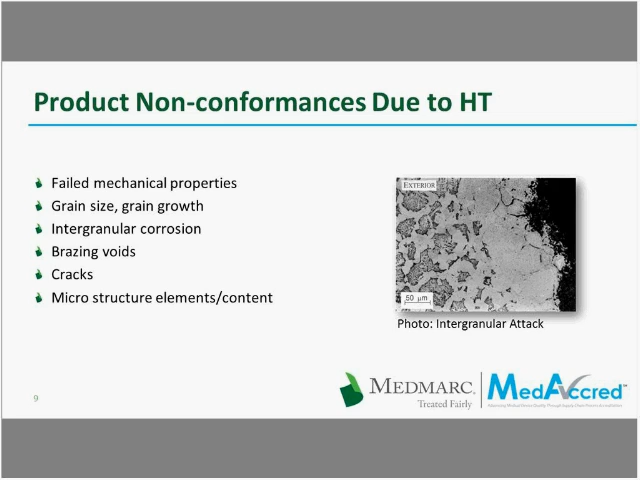 Product Non-conformances Due to HT
Failed mechanical properties
Grain size, grain growth
Intergranular corrosion
Brazing voids
Cracks
Micro structure elements/content
EXTERIOR
50 µm
Photo: Intergranular Attack
9
MEDMARC
Treated Fairly
MedAccred™